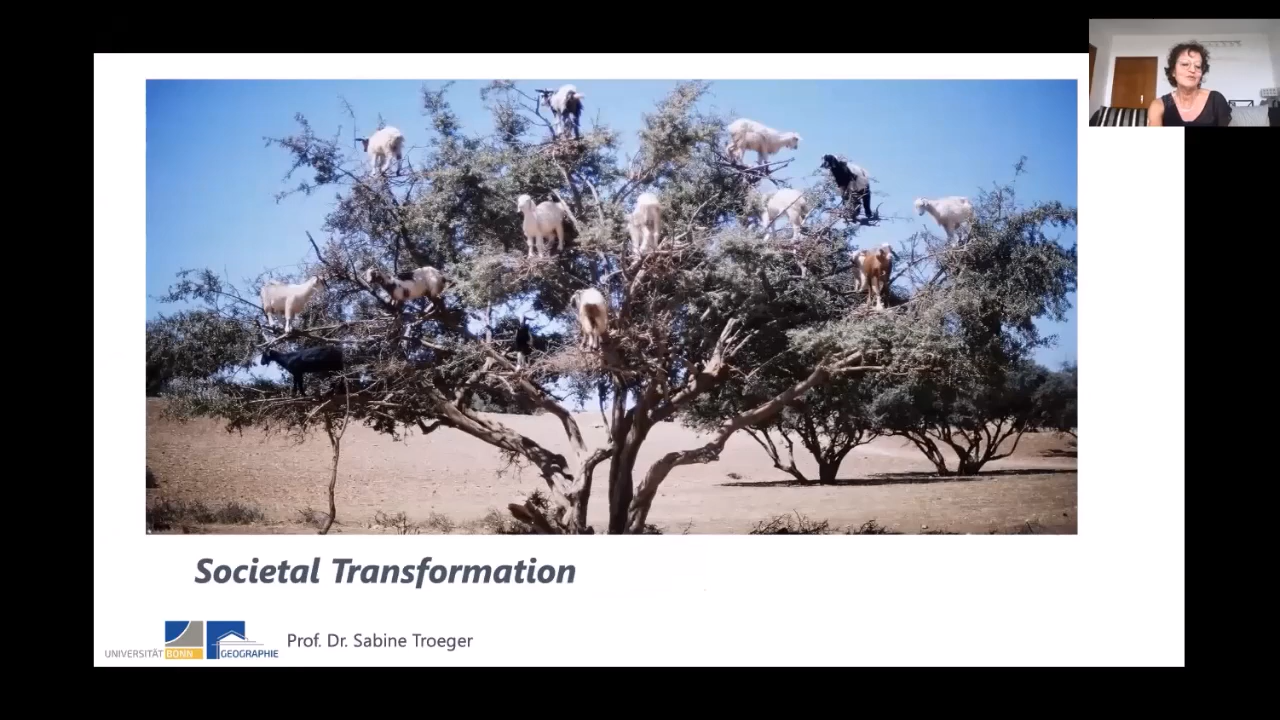 Societal Transformation
UNIVERSITÄT BONN GEOGRAPHIE
Prof. Dr. Sabine Troeger